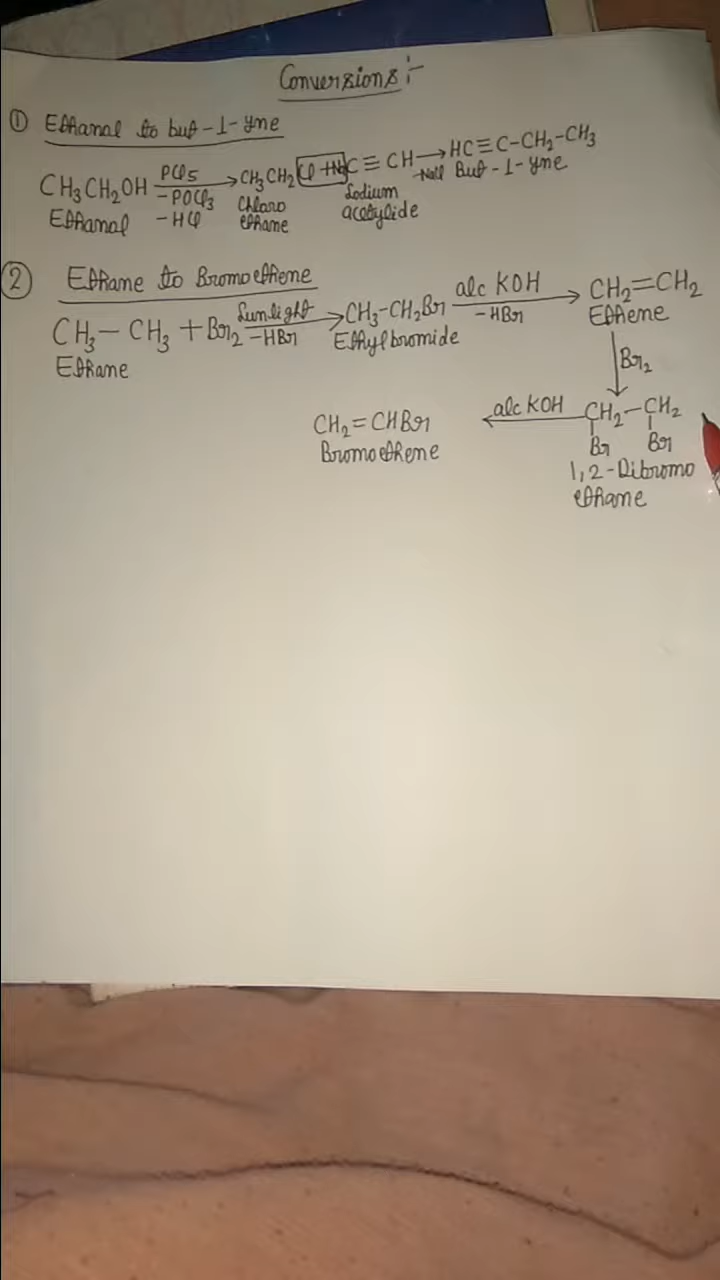 Conversions :-
① Ethanol to but-1-yne
CH₃CH₂OH PCl₅ -POCl₃ -HCl → CH₃CH₂Cl + NaC≡CH → -NaCl HC≡C-CH₂-CH₃
Ethanol Chloro ethane Sodium acetylide But-1-yne
② Ethane to Bromoethene
CH₃-CH₃ + Br₂ Sunlight -HBr → CH₃-CH₂Br alc KOH -HBr → CH₂=CH₂
Ethane Ethylbromide Ethene
Br₂
CH₂=CHBr ← alc KOH CH₂-CH₂
Br Br
Bromoethene 1,2-Dibromo
ethane